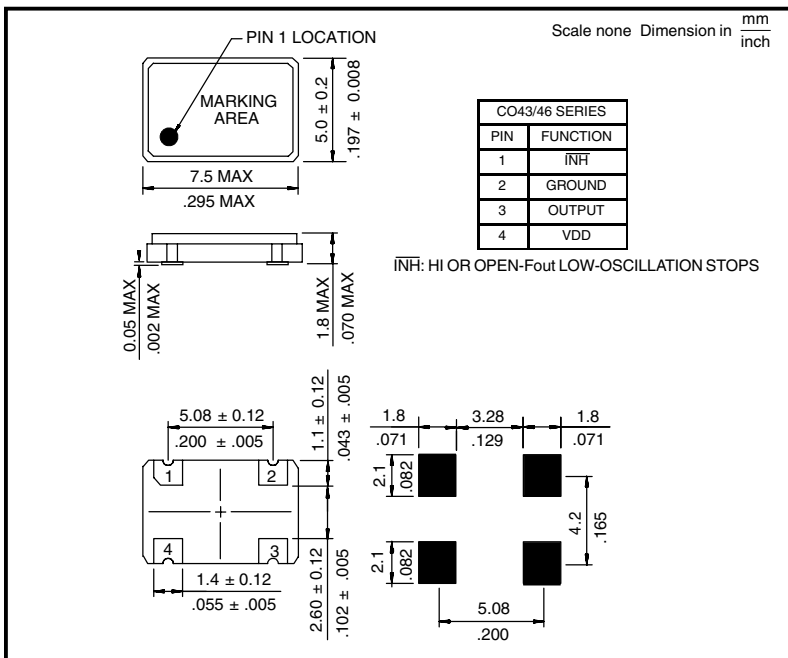 Scale none Dimension in mm
inch
PIN 1 LOCATION
MARKING
AREA
5.0 ± 0.2
.197 ± 0.008
7.5 MAX
.295 MAX
CO43/46 SERIES
PIN FUNCTION
1 I̅N̅H̅
2 GROUND
3 OUTPUT
4 VDD
I̅N̅H̅: HI OR OPEN-Fout LOW-OSCILLATION STOPS
0.05 MAX
.002 MAX
1.8 MAX
.070 MAX
5.08 ± 0.12
.200 ± .005
1.1 ± 0.12
.043 ± .005
1 2
4 3
1.4 ± 0.12
.055 ± .005
2.60 ± 0.12
.102 ± .005
1.8 3.28 1.8
.071 .129 .071
2.1
.082
4.2
.165
2.1
.082
5.08
.200